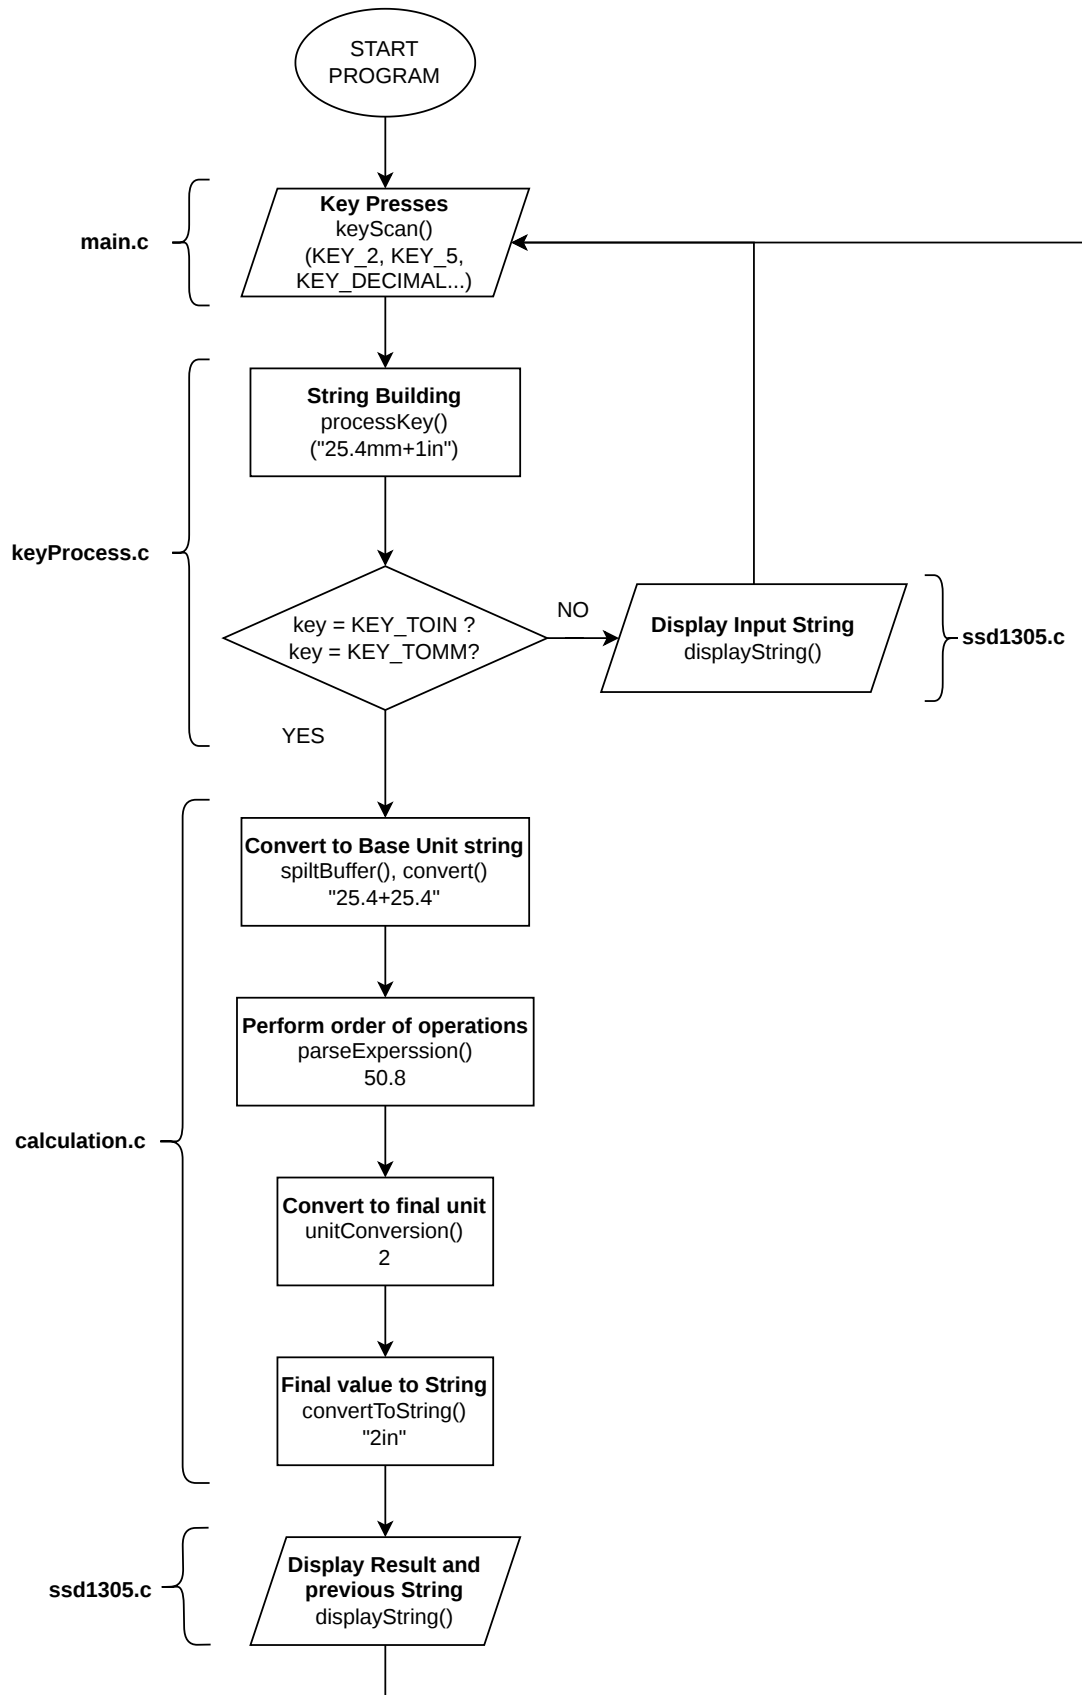 START
PROGRAM
main.c
Key Presses
keyScan()
(KEY_2, KEY_5,
KEY_DECIMAL...)
keyProcess.c
String Building
processKey()
("25.4mm+1in")
key = KEY_TOIN ?
key = KEY_TOMM?
NO
Display Input String
displayString()
ssd1305.c
YES
calculation.c
Convert to Base Unit string
spiltBuffer(), convert()
"25.4+25.4"
Perform order of operations
parseExperssion()
50.8
Convert to final unit
unitConversion()
2
Final value to String
convertToString()
"2in"
ssd1305.c
Display Result and
previous String
displayString()